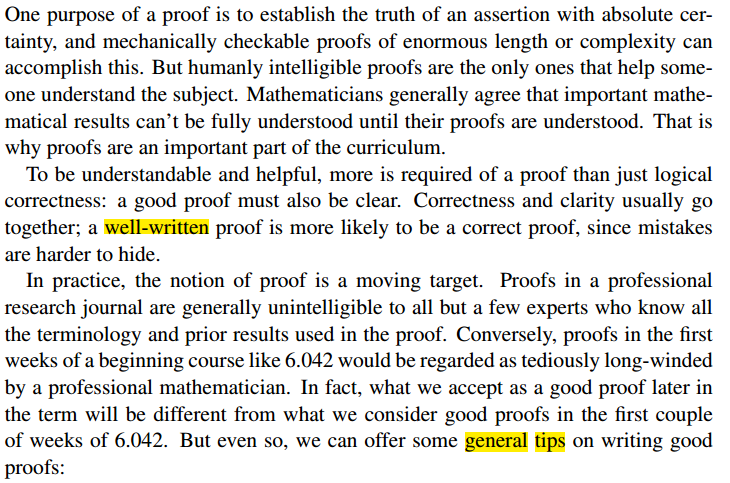 One purpose of a proof is to establish the truth of an assertion with absolute cer-
tainty, and mechanically checkable proofs of enormous length or complexity can
accomplish this. But humanly intelligible proofs are the only ones that help some-
one understand the subject. Mathematicians generally agree that important mathe-
matical results can’t be fully understood until their proofs are understood. That is
why proofs are an important part of the curriculum.
To be understandable and helpful, more is required of a proof than just logical
correctness: a good proof must also be clear. Correctness and clarity usually go
together; a well-written proof is more likely to be a correct proof, since mistakes
are harder to hide.
In practice, the notion of proof is a moving target. Proofs in a professional
research journal are generally unintelligible to all but a few experts who know all
the terminology and prior results used in the proof. Conversely, proofs in the first
weeks of a beginning course like 6.042 would be regarded as tediously long-winded
by a professional mathematician. In fact, what we accept as a good proof later in
the term will be different from what we consider good proofs in the first couple
of weeks of 6.042. But even so, we can offer some general tips on writing good
proofs: